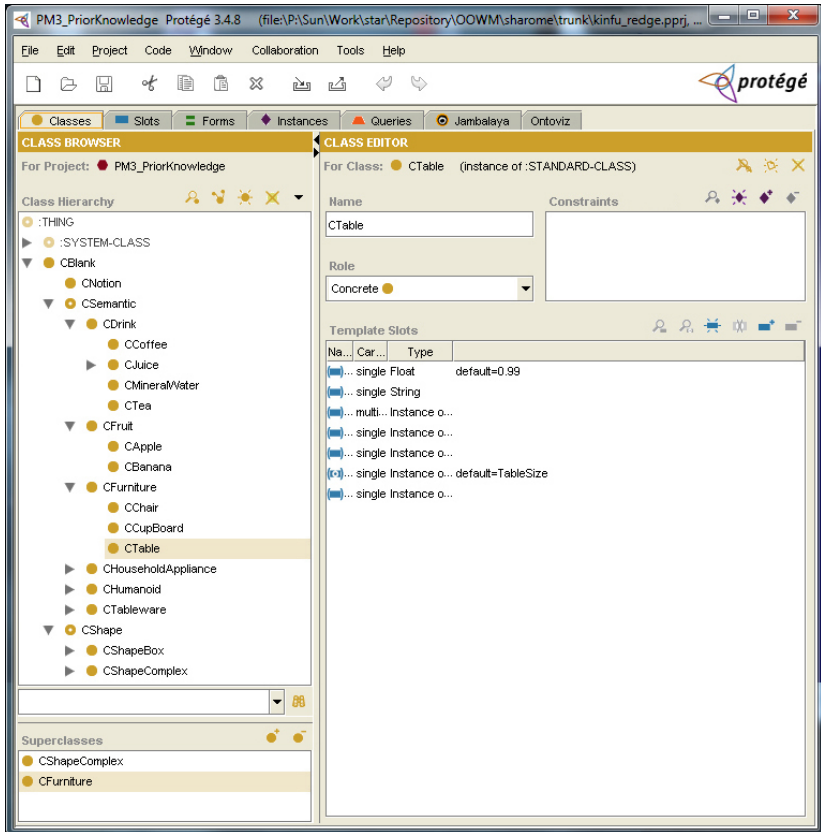 PM3_PriorKnowledge Protégé 3.4.8 (file:\P:\Sun\Work\star\Repository\OOWM\sharome\trunk\kinfu_redge.pprj, ...
File Edit Project Code Window Collaboration Tools Help
protégé
Classes Slots Forms Instances Queries Jambalaya Ontoviz
CLASS BROWSER
For Project: PM3_PriorKnowledge
Class Hierarchy
:THING
:SYSTEM-CLASS
CBlank
CNotion
CSemantic
CDrink
CCoffee
CJuice
CMineralWater
CTea
CFruit
CApple
CBanana
CFurniture
CChair
CCupBoard
CTable
CHouseholdAppliance
CHumanoid
CTableware
CShape
CShapeBox
CShapeComplex
Superclasses
CShapeComplex
CFurniture
CLASS EDITOR
For Class: CTable (instance of :STANDARD-CLASS)
Name Constraints
CTable
Role
Concrete
Template Slots
Na... Car... Type
... single Float default=0.99
... single String
... multi... Instance o...
... single Instance o...
... single Instance o...
... single Instance o... default=TableSize
... single Instance o...